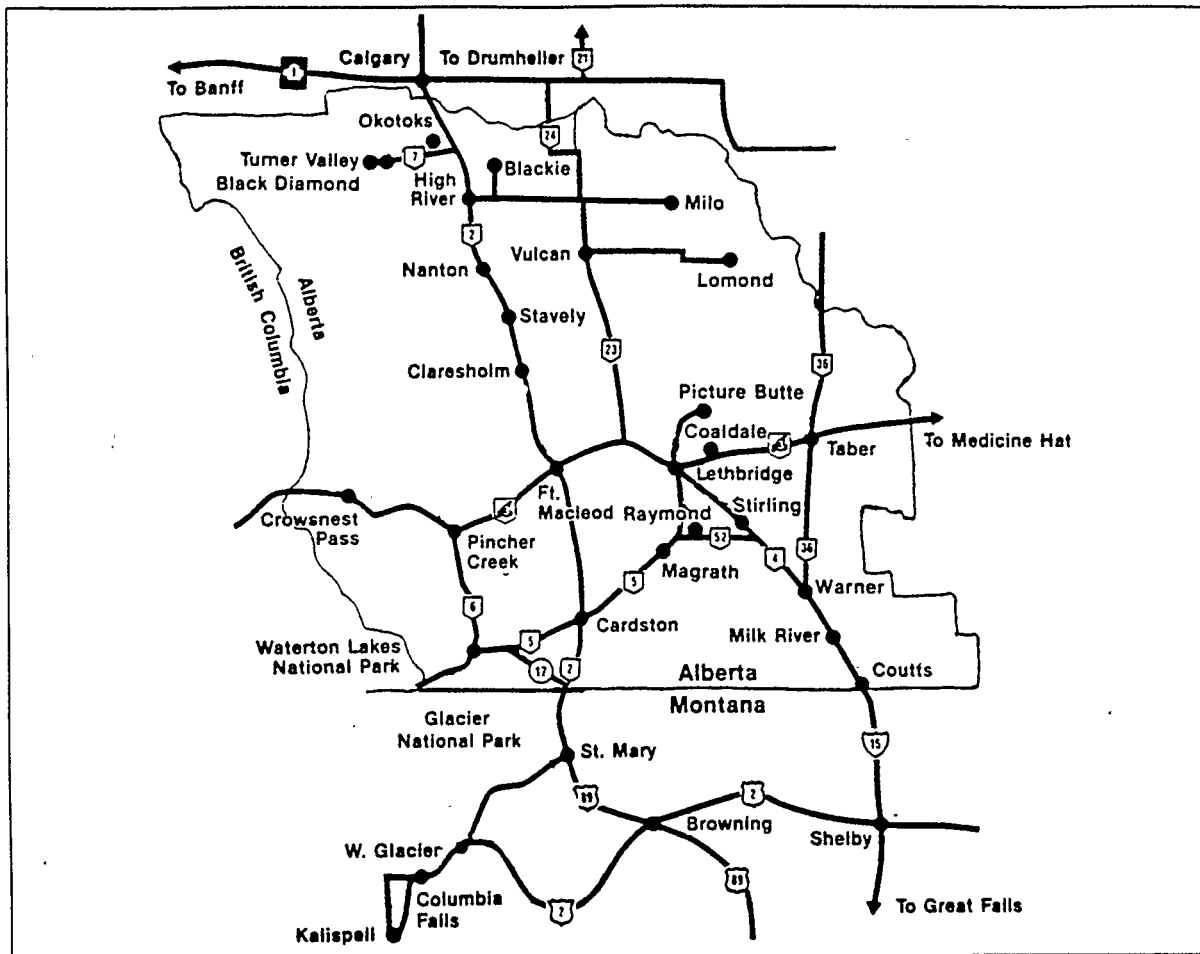 Calgary
To Drumheller
21
1
To Banff
Okotoks
24
Turner Valley
7
Blackie
Black Diamond
High
River
Milo
2
Vulcan
Nanton
Lomond
Alberta
British Columbia
Stavely
23
36
Claresholm
Picture Butte
Coaldale
To Medicine Hat
Taber
Lethbridge
Ft.
Macleod
Raymond
Stirling
Crowsnest
Pass
52
Pincher
Creek
4
36
Magrath
5
Warner
6
Cardston
Milk River
5
Waterton Lakes
National Park
17
2
Coutts
Alberta
Montana
Glacier
National Park
15
St. Mary
89
2
Browning
Shelby
W. Glacier
89
Columbia
Falls
2
To Great Falls
Kalispell